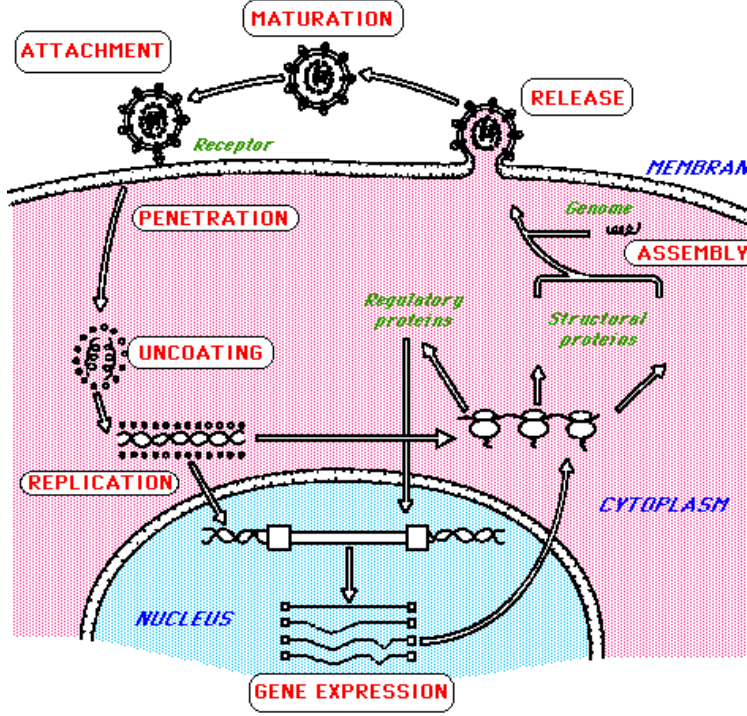 MATURATION
ATTACHMENT
RELEASE
Receptor
MEMBRAN
PENETRATION
Genome
ASSEMBLY
Regulatory
proteins
Structural
proteins
UNCOATING
REPLICATION
CYTOPLASM
NUCLEUS
GENE EXPRESSION